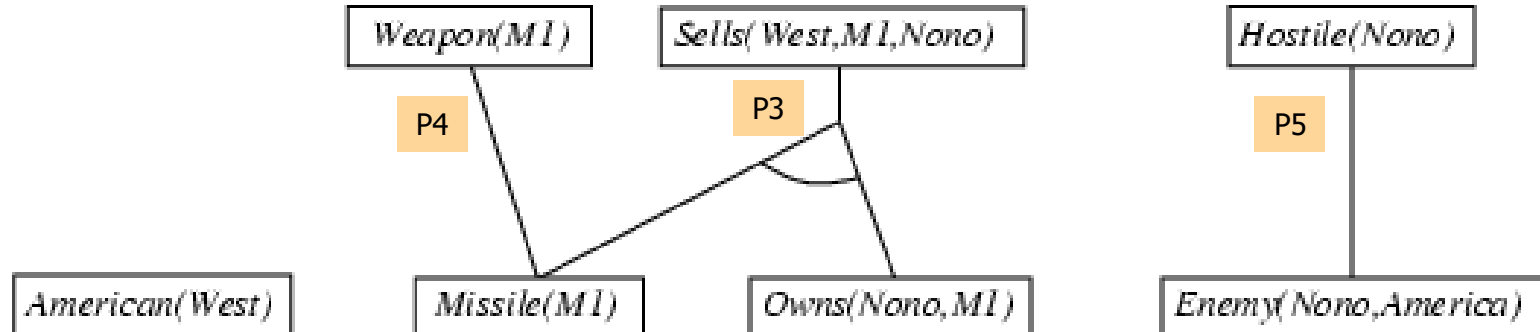 Weapon(M1) Sells(West,M1,Nono) Hostile(Nono)
P4 P3 P5
American(West) Missile(M1) Owns(Nono,M1) Enemy(Nono,America)